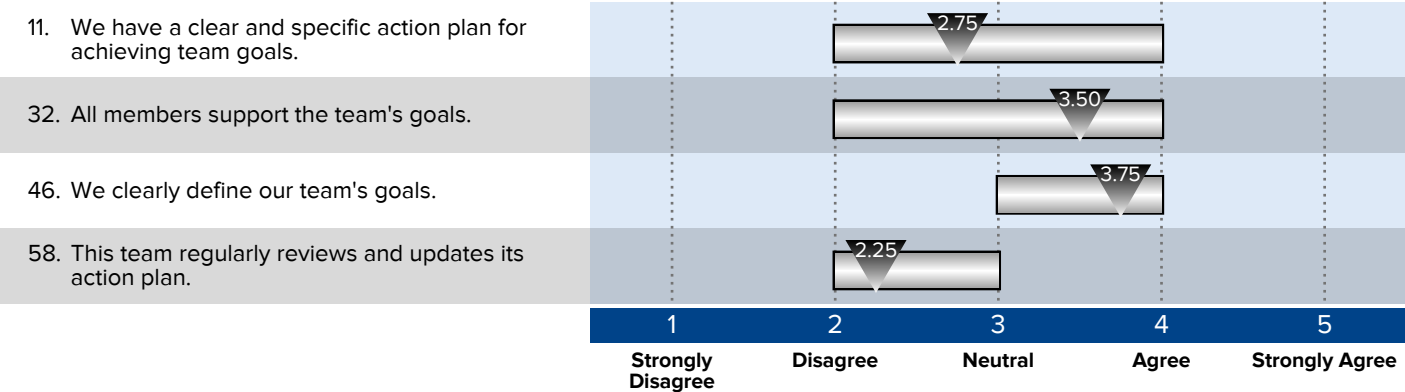 11. We have a clear and specific action plan for
achieving team goals.
2.75
32. All members support the team's goals.
3.50
46. We clearly define our team's goals.
3.75
58. This team regularly reviews and updates its
action plan.
2.25
1 2 3 4 5
Strongly Disagree Neutral Agree Strongly Agree
Disagree